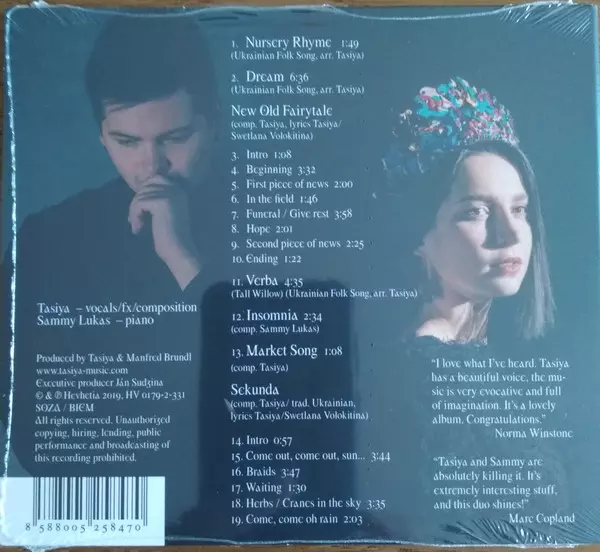 1. Nursery Rhyme 1:49
(Ukrainian Folk Song, arr. Tasiya)
2. Dream 6:36
(Ukrainian Folk Song, arr. Tasiya)
New Old Fairytale
(comp. Tasiya, lyrics Tasiya/
Swetlana Volokitina)
3. Intro 1:08
4. Beginning 3:32
5. First piece of news 2:00
6. In the field 1:46
7. Funeral / Give rest 3:58
8. Hope 2:01
9. Second piece of news 2:25
10. Ending 1:22
11. Verba 4:35
(Tall Willow) (Ukrainian Folk Song, arr. Tasiya)
12. Insomnia 2:34
(comp. Sammy Lukas)
13. Market Song 1:08
(comp. Tasiya)
Sekunda
(comp. Tasiya/ trad. Ukrainian,
lyrics Tasiya/Swetlana Volokitina)
14. Intro 0:57
15. Come out, come out, sun... 3:44
16. Braids 3:47
17. Waiting 1:30
18. Herbs / Cranes in the sky 3:35
19. Come, come oh rain 2:03
Tasiya – vocals/fx/composition
Sammy Lukas – piano
Produced by Tasiya & Manfred Brundl
www.tasiya-music.com
Executive producer Ján Sudzina
© & ℗ Hevhetia 2019, HV 0179-2-331
SOZA / BIEM
All rights reserved. Unauthorized
copying, hiring, lending, public
performance and broadcasting of
this recording prohibited.
8 588005 258470
"I love what I've heard. Tasiya
has a beautiful voice, the mu-
sic is very evocative and full
of imagination. It's a lovely
album. Congratulations."
Norma Winstone
"Tasiya and Sammy are
absolutely killing it. It's
extremely interesting stuff,
and this duo shines!"
Marc Copland